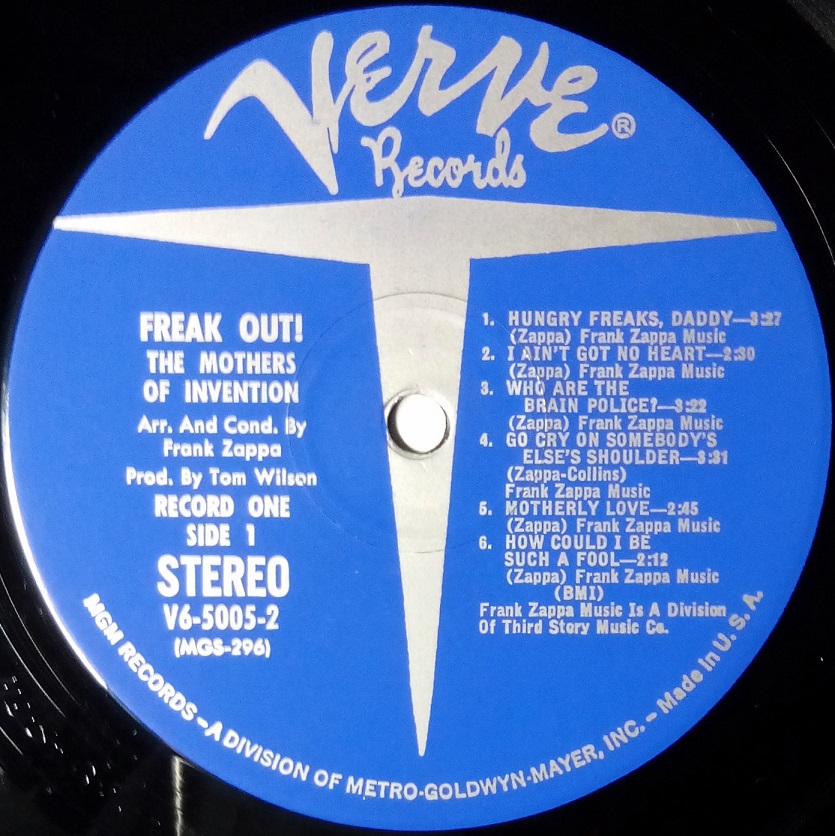 Verve®
Records
FREAK OUT!
THE MOTHERS
OF INVENTION
Arr. And Cond. By
Frank Zappa
Prod. By Tom Wilson
RECORD ONE
SIDE 1
STEREO
V6-5005-2
(MGS-296)
1. HUNGRY FREAKS, DADDY—3:27
(Zappa) Frank Zappa Music
2. I AIN'T GOT NO HEART—2:30
(Zappa) Frank Zappa Music
3. WHO ARE THE
BRAIN POLICE?—3:22
(Zappa) Frank Zappa Music
4. GO CRY ON SOMEBODY'S
ELSE'S SHOULDER—3:31
(Zappa-Collins)
Frank Zappa Music
5. MOTHERLY LOVE—2:45
(Zappa) Frank Zappa Music
6. HOW COULD I BE
SUCH A FOOL—2:12
(Zappa) Frank Zappa Music
(BMI)
Frank Zappa Music Is A Division
Of Third Story Music Co.
MGM RECORDS – A DIVISION OF METRO-GOLDWYN-MAYER, INC. – Made in U. S. A.